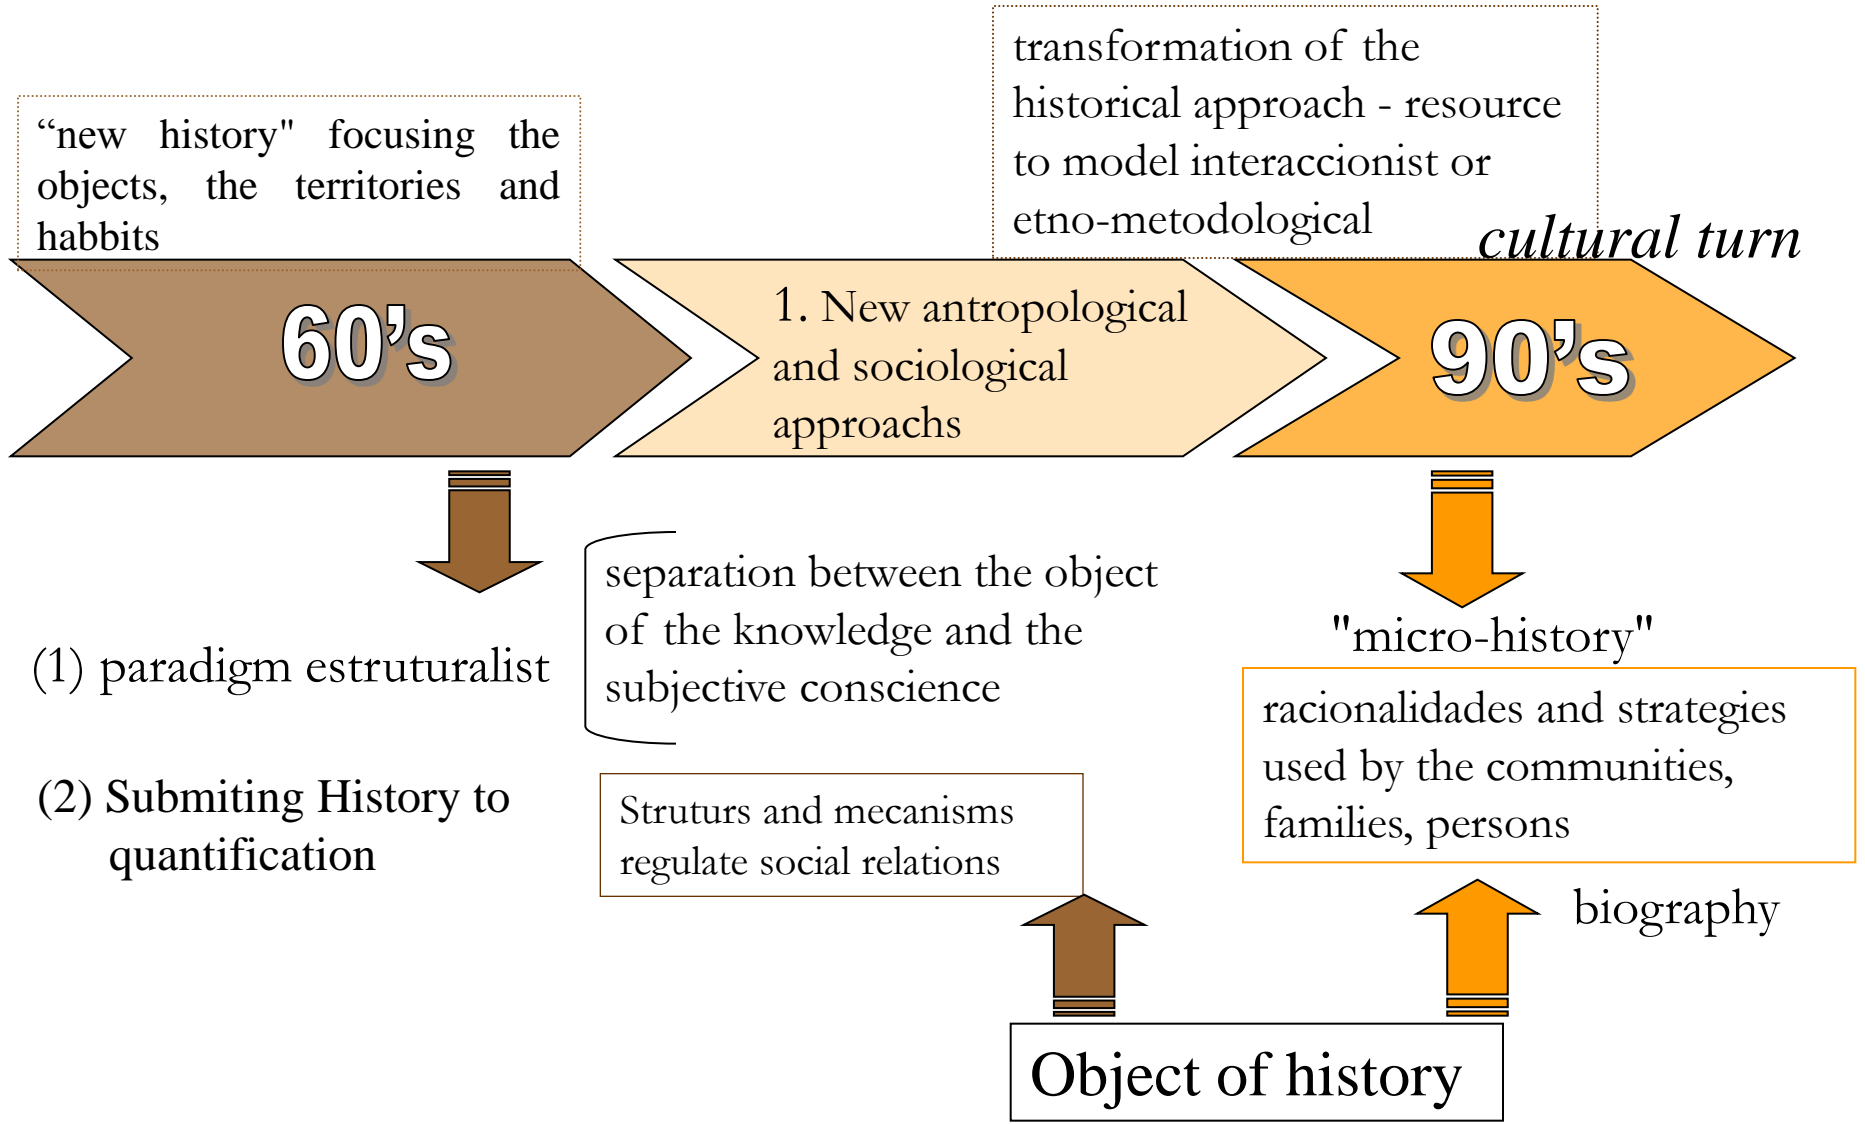 “new history" focusing the
objects, the territories and
habbits
transformation of the
historical approach - resource
to model interaccionist or
etno-metodological
cultural turn
60’s
1. New antropological
and sociological
approachs
90’s
(1) paradigm estruturalist
separation between the object
of the knowledge and the
subjective conscience
(2) Submiting History to
quantification
Struturs and mecanisms
regulate social relations
"micro-history"
racionalidades and strategies
used by the communities,
families, persons
biography
Object of history